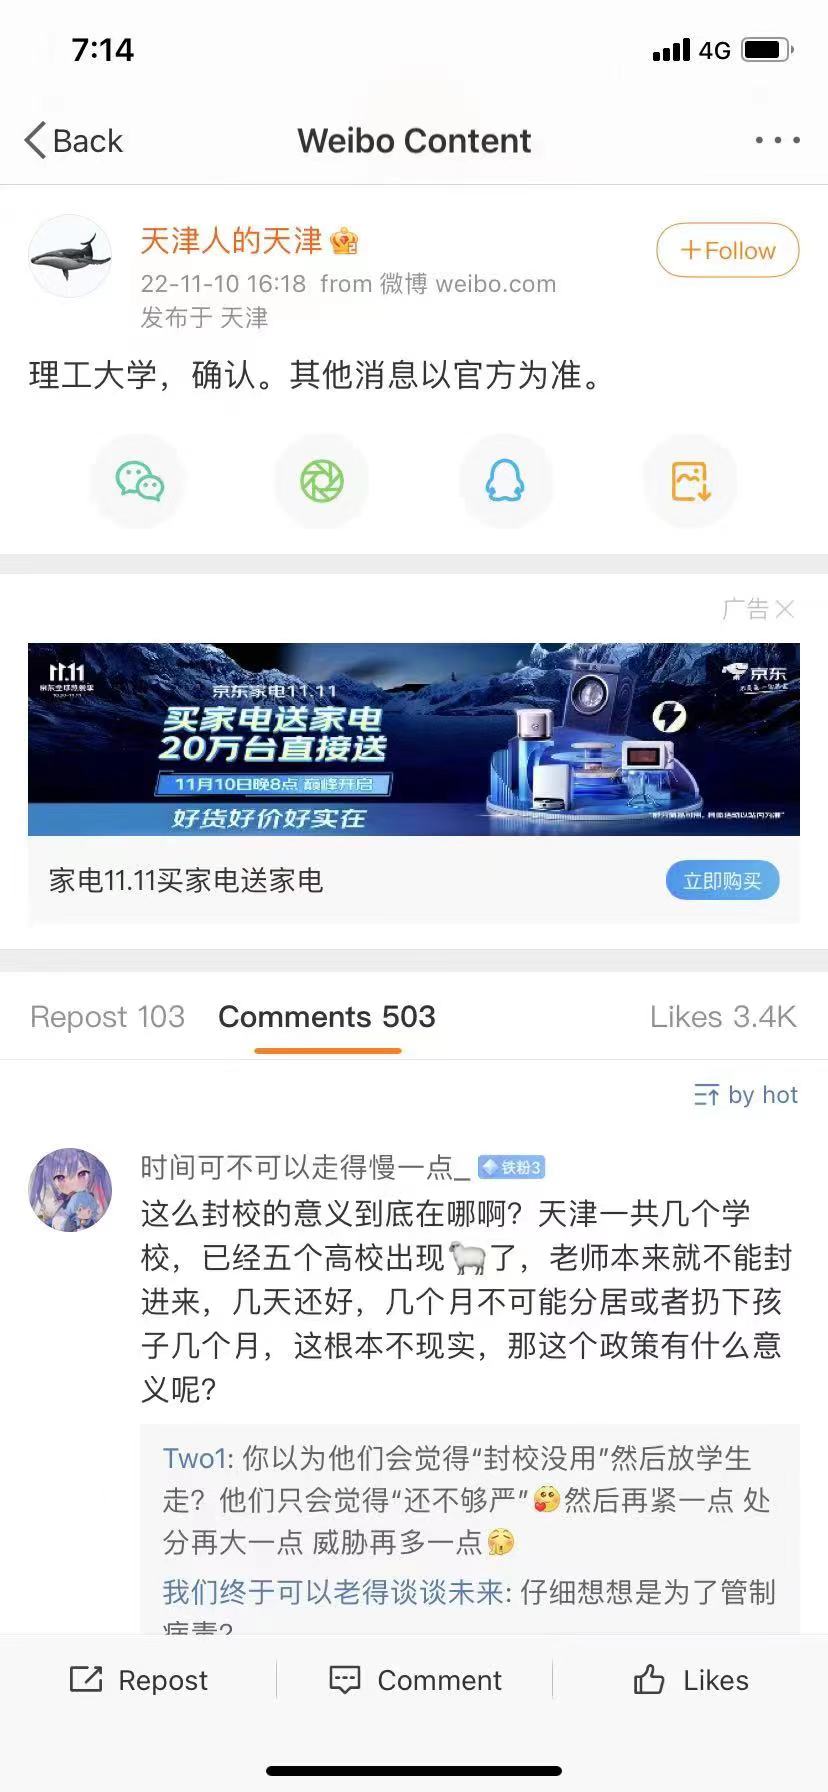 7:14
4G
Back
Weibo Content
天津人的天津
+Follow
22-11-10 16:18 from 微博 weibo.com
发布于 天津
理工大学，确认。其他消息以官方为准。
广告
11.11
京东家电11.11
京东
买家电送家电
20万台直接送
11月10日晚8点 巅峰开启
好货好价好实在
家电11.11买家电送家电
立即购买
Repost 103
Comments 503
Likes 3.4K
by hot
时间可不可以走得慢一点_
铁粉3
这么封校的意义到底在哪啊？天津一共几个学
校，已经五个高校出现🐑了，老师本来就不能封
进来，几天还好，几个月不可能分居或者扔下孩
子几个月，这根本不现实，那这个政策有什么意
义呢？
Two1: 你以为他们会觉得“封校没用”然后放学生
走？他们只会觉得“还不够严”🥰然后再紧一点 处
分再大一点 威胁再多一点
我们终于可以老得谈谈未来: 仔细想想是为了管制
病毒？
Repost
Comment
Likes